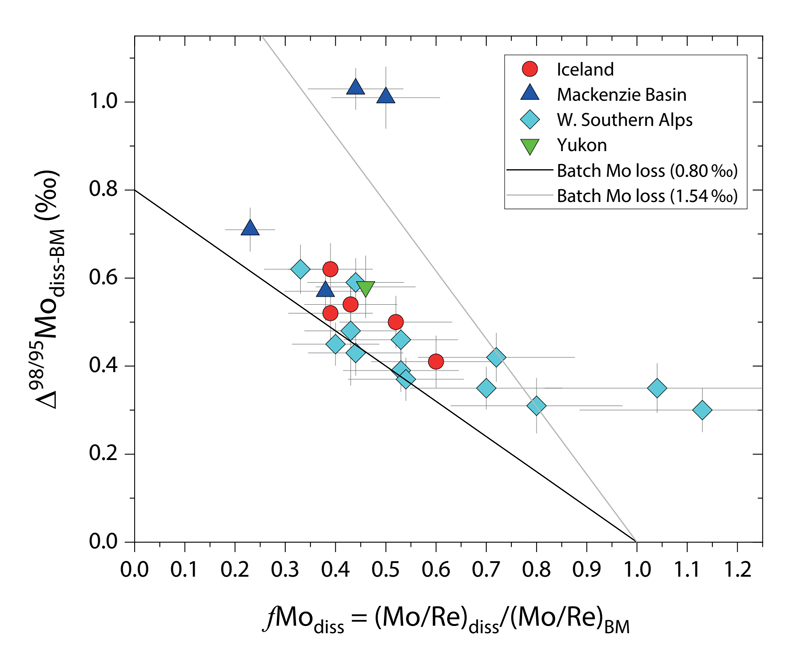 Iceland
Mackenzie Basin
W. Southern Alps
Yukon
Batch Mo loss (0.80 ‰)
Batch Mo loss (1.54 ‰)
Δ98/95Modiss-BM (‰)
1.0
0.8
0.6
0.4
0.2
0.0
0.0 0.1 0.2 0.3 0.4 0.5 0.6 0.7 0.8 0.9 1.0 1.1 1.2
fModiss = (Mo/Re)diss/(Mo/Re)BM